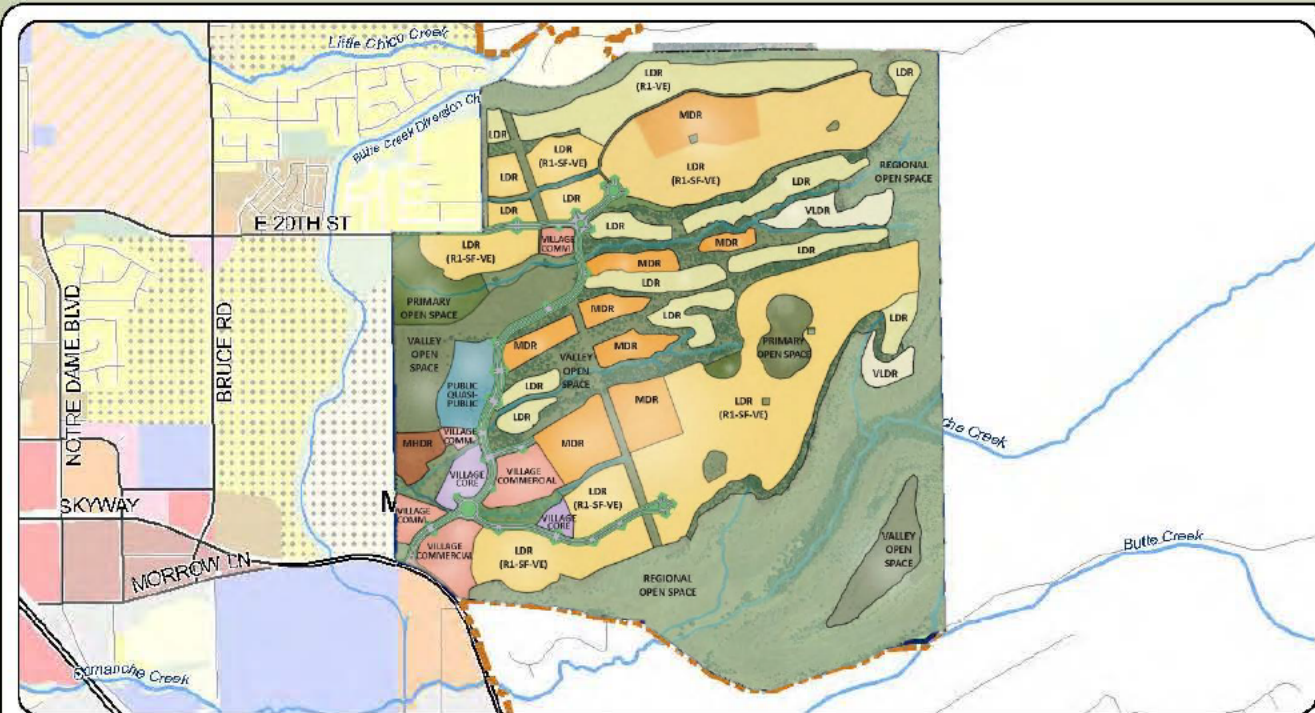 Little Chico Creek
Butte Creek Diversion Ch
E 20TH ST
NOTRE DAME BLVD
BRUCE RD
SKYWAY
MORROW LN
Comanche Creek
M
LDR
(R1-VE)
LDR
MDR
LDR
LDR
(R1-SF-VE)
LDR
(R1-SF-VE)
REGIONAL
OPEN SPACE
LDR
LDR
LDR
LDR
VLDR
LDR
LDR
(R1-SF-VE)
VILLAGE
COMM.
MDR
LDR
MDR
LDR
PRIMARY
OPEN SPACE
MDR
LDR
LDR
VALLEY
OPEN
SPACE
MDR
VALLEY
OPEN
SPACE
MDR
PRIMARY
OPEN SPACE
VLDR
PUBLIC
QUASI-
PUBLIC
LDR
LDR
MDR
LDR
(R1-SF-VE)
che Creek
MHDR
VILLAGE
COMM.
MDR
VILLAGE
CORE
VILLAGE
COMMERCIAL
LDR
(R1-SF-VE)
VILLAGE
COMM.
VILLAGE
CORE
VILLAGE
COMMERCIAL
LDR
(R1-SF-VE)
REGIONAL
OPEN SPACE
VALLEY
OPEN
SPACE
Butte Creek